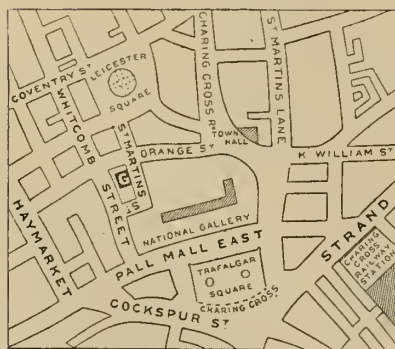 COVENTRY ST
LEICESTER
SQUARE
CHARING CROSS RD
ST MARTINS LANE
WHITCOMB
STREET
ST MARTINS
S
TOWN
HALL
ORANGE ST
K. WILLIAM ST
G
HAYMARKET
NATIONAL GALLERY
PALL MALL EAST
STRAND
TRAFALGAR
SQUARE
CHARING CROSS
CHARING
CROSS
RAILWAY
STATION
COCKSPUR ST